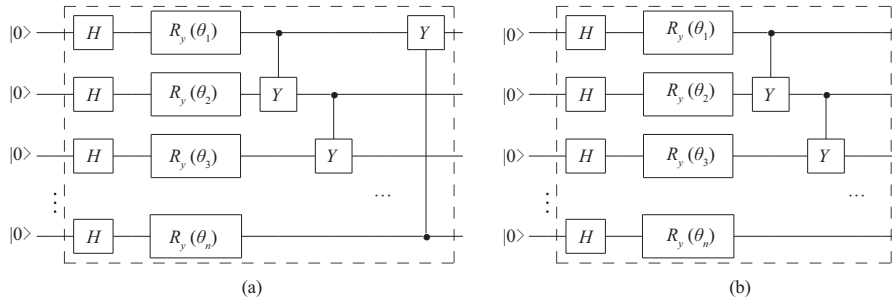 |0> H R_y (θ_1) Y |0> H R_y (θ_1)
|0> H R_y (θ_2) Y |0> H R_y (θ_2) Y
|0> H R_y (θ_3) Y |0> H R_y (θ_3) Y
⋮ ... ⋮ ...
|0> H R_y (θ_n) |0> H R_y (θ_n)
(a) (b)